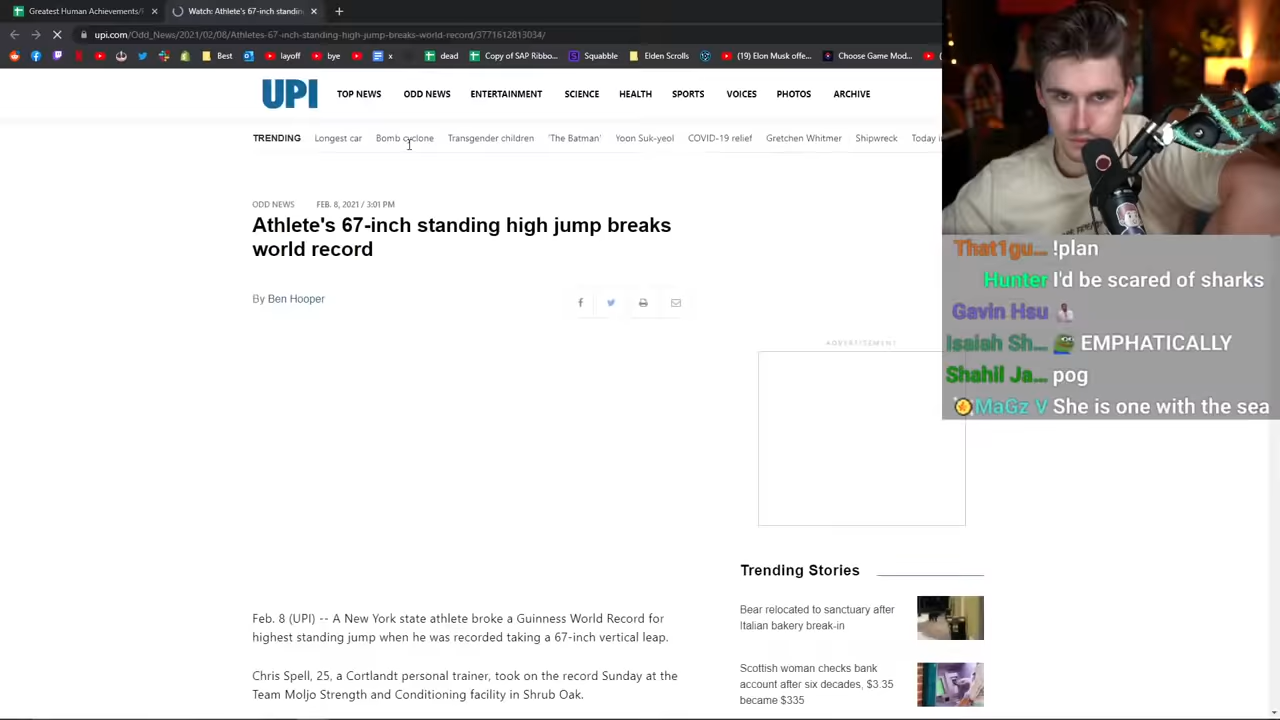 Greatest Human Achievements/F
Watch: Athlete's 67-inch standing
upi.com/Odd_News/2021/02/08/Athletes-67-inch-standing-high-jump-breaks-world-record/3771612813034/
Best
layoff
bye
x
dead
Copy of SAP Ribbo...
Squabble
Elden Scrolls
(19) Elon Musk offe...
Choose Game Mod...
UPI
TOP NEWS
ODD NEWS
ENTERTAINMENT
SCIENCE
HEALTH
SPORTS
VOICES
PHOTOS
ARCHIVE
TRENDING
Longest car
Bomb cyclone
Transgender children
'The Batman'
Yoon Suk-yeol
COVID-19 relief
Gretchen Whitmer
Shipwreck
Today i
ODD NEWS
FEB. 8, 2021 / 3:01 PM
Athlete's 67-inch standing high jump breaks
world record
By Ben Hooper
ADVERTISEMENT
Feb. 8 (UPI) -- A New York state athlete broke a Guinness World Record for
highest standing jump when he was recorded taking a 67-inch vertical leap.
Chris Spell, 25, a Cortlandt personal trainer, took on the record Sunday at the
Team Moljo Strength and Conditioning facility in Shrub Oak.
Trending Stories
Bear relocated to sanctuary after
Italian bakery break-in
Scottish woman checks bank
account after six decades, $3.35
became $335
That1gu... !plan
Hunter I'd be scared of sharks
Gavin Hsu
Isaiah Sh... EMPHATICALLY
Shahil Ja... pog
MaGz V She is one with the sea